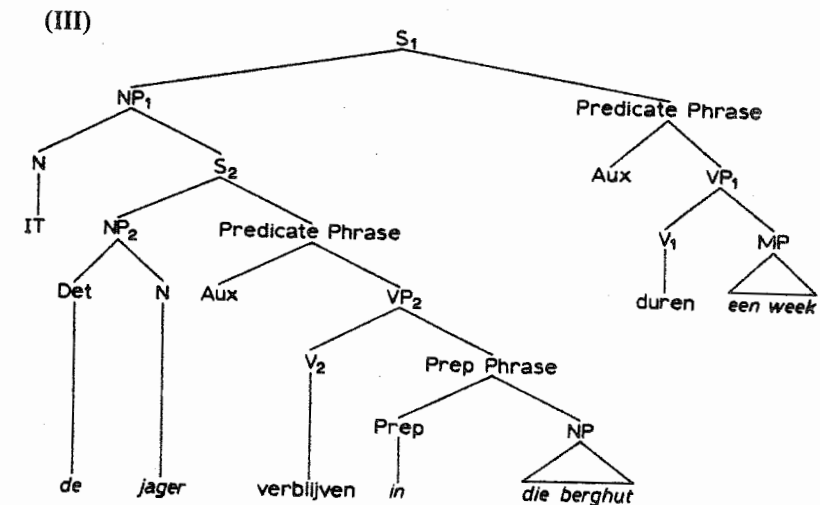 (III)
S₁
NP₁ Predicate Phrase
N S₂ Aux VP₁
IT NP₂ Predicate Phrase V₁ MP
Det N Aux VP₂ duren een week
V₂ Prep Phrase
Prep NP
de jager verblijven in die berghut